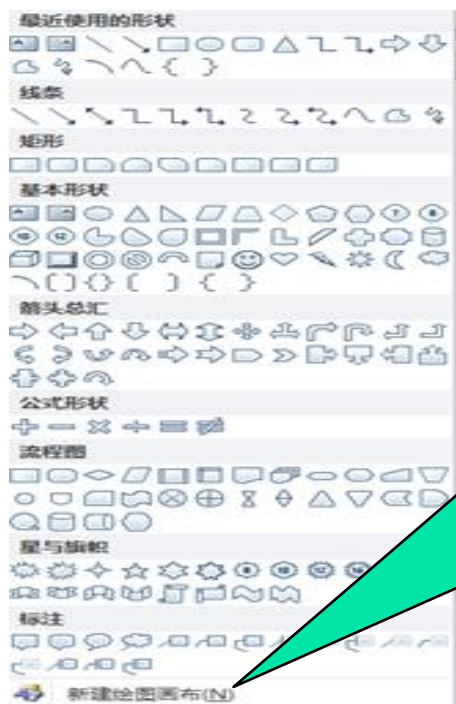 最近使用的形状
线条
矩形
基本形状
箭头总汇
公式形状
流程图
星与旗帜
标注
新建绘图画布(N)